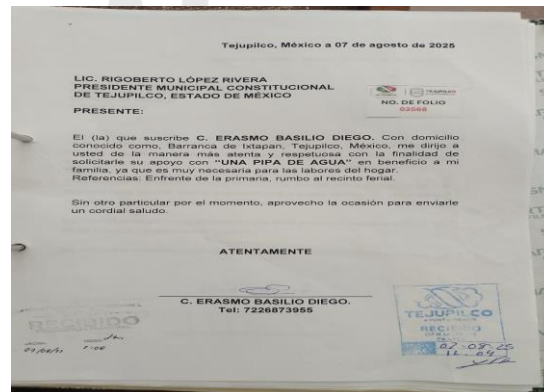 Tejupilco, México a 07 de agosto de 2025
LIC. RIGOBERTO LÓPEZ RIVERA
PRESIDENTE MUNICIPAL CONSTITUCIONAL
DE TEJUPILCO, ESTADO DE MÉXICO
PRESENTE:
NO. DE FOLIO
03568
El (la) que suscribe C. ERASMO BASILIO DIEGO. Con domicilio
conocido como, Barranca de Ixtapan, Tejupilco, México, me dirijo a
usted de la manera más atenta y respetuosa con la finalidad de
solicitarle su apoyo con "UNA PIPA DE AGUA" en beneficio a mi
familia, ya que es muy necesaria para las labores del hogar.
Referencias: Enfrente de la primaria, rumbo al recinto ferial.
Sin otro particular por el momento, aprovecho la ocasión para enviarle
un cordial saludo.
ATENTAMENTE
C. ERASMO BASILIO DIEGO.
Tel: 7226873955
RECIBIDO
TEJUPILCO
RECIBIDO
07-08-25